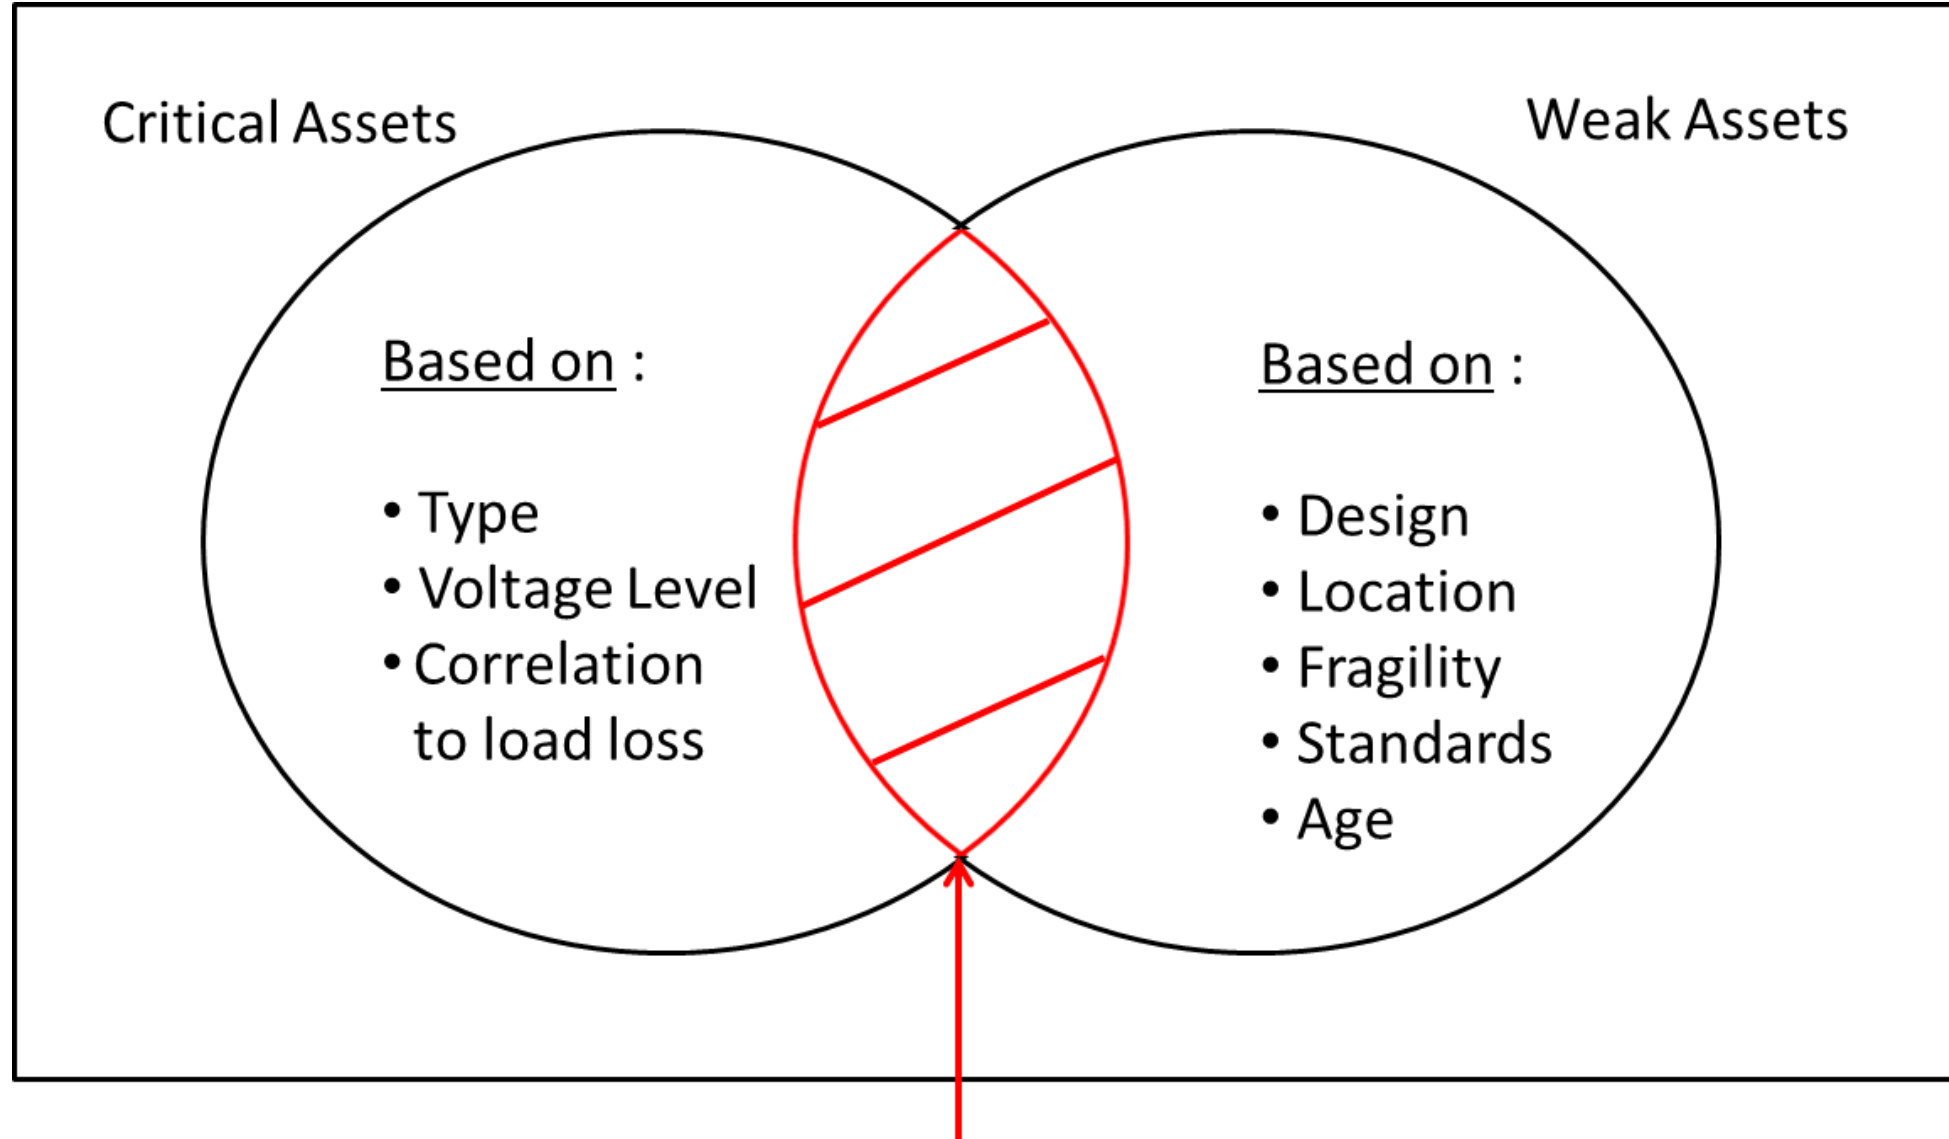 Critical Assets
Weak Assets
Based on :
• Type
• Voltage Level
• Correlation
to load loss
Based on :
• Design
• Location
• Fragility
• Standards
• Age